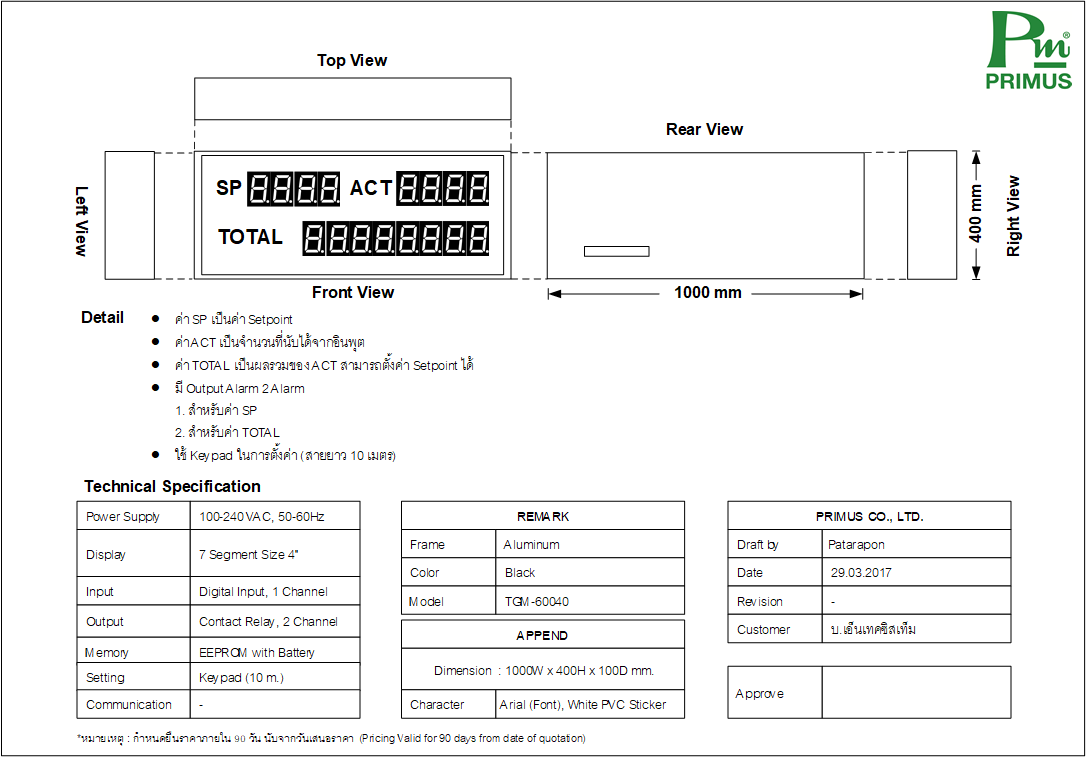 Pm®
PRIMUS
Top View
Rear View
Left View
SP 8.8.8.8. ACT 8.8.8.8.
TOTAL 8.8.8.8.8.8.8.8.
400 mm
Right View
Front View
1000 mm
Detail
● ค่า SP เป็นค่า Setpoint
● ค่า ACT เป็นจำนวนที่นับได้จากอินพุต
● ค่า TOTAL เป็นผลรวมของ ACT สามารถตั้งค่า Setpoint ได้
● มี Output Alarm 2 Alarm
1. สำหรับค่า SP
2. สำหรับค่า TOTAL
● ใช้ Keypad ในการตั้งค่า (สายยาว 10 เมตร)
Technical Specification
Power Supply 100-240VAC, 50-60Hz
Display 7 Segment Size 4"
Input Digital Input, 1 Channel
Output Contact Relay, 2 Channel
Memory EEPROM with Battery
Setting Keypad (10 m.)
Communication -
REMARK
Frame Aluminum
Color Black
Model TGM-60040
APPEND
Dimension : 1000W x 400H x 100D mm.
Character Arial (Font), White PVC Sticker
PRIMUS CO., LTD.
Draft by Patarapon
Date 29.03.2017
Revision -
Customer บ.เอ็นเทคซิสเท็ม
Approve
*หมายเหตุ : กำหนดยืนราคาภายใน 90 วัน นับจากวันเสนอราคา (Pricing Valid for 90 days from date of quotation)